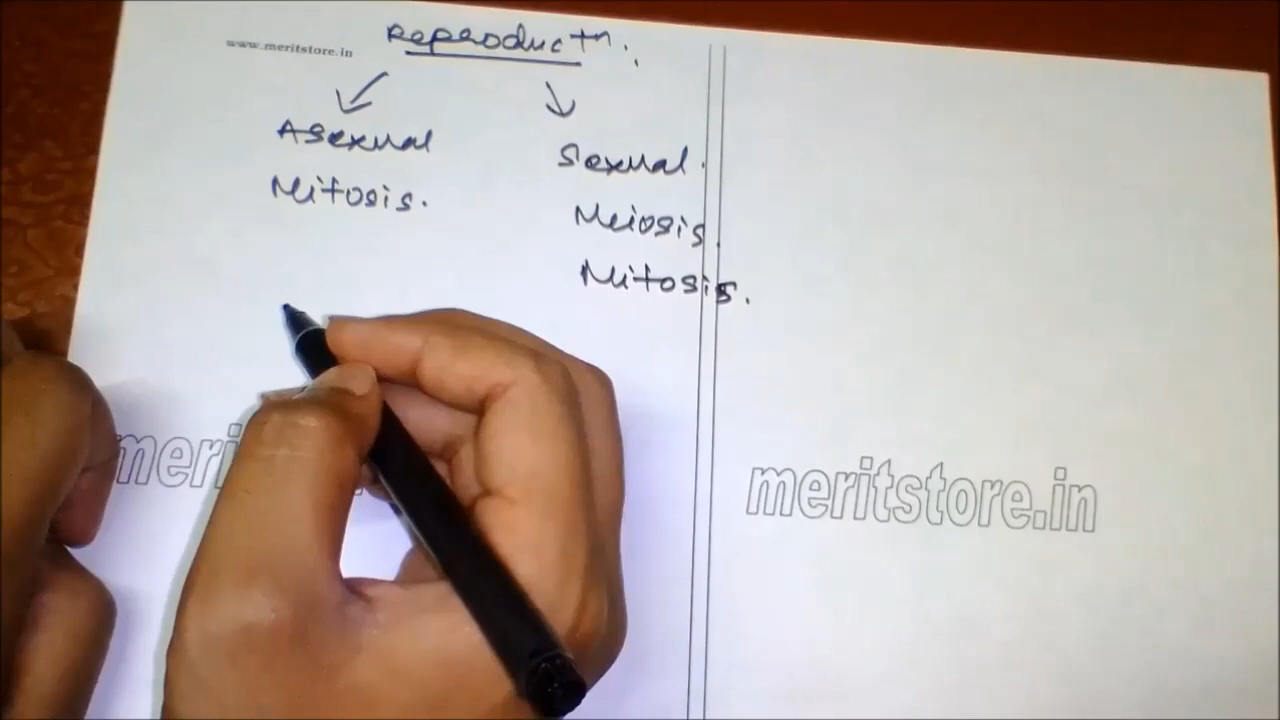 www.meritstore.in
Reproductn.
Asexual
Sexual.
Mitosis.
Meiosis.
Mitosis.
meritstore.in